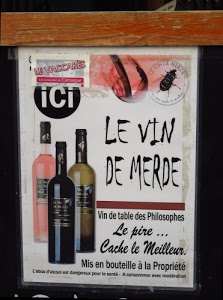 LE VACCARES
ICI
LE VIN
DE MERDE
Vin de table des Philosophes
Le pire ...
Cache le Meilleur.
Mis en bouteille à la Propriété
L'abus d'alcool est dangereux pour la santé - A consommer avec modération